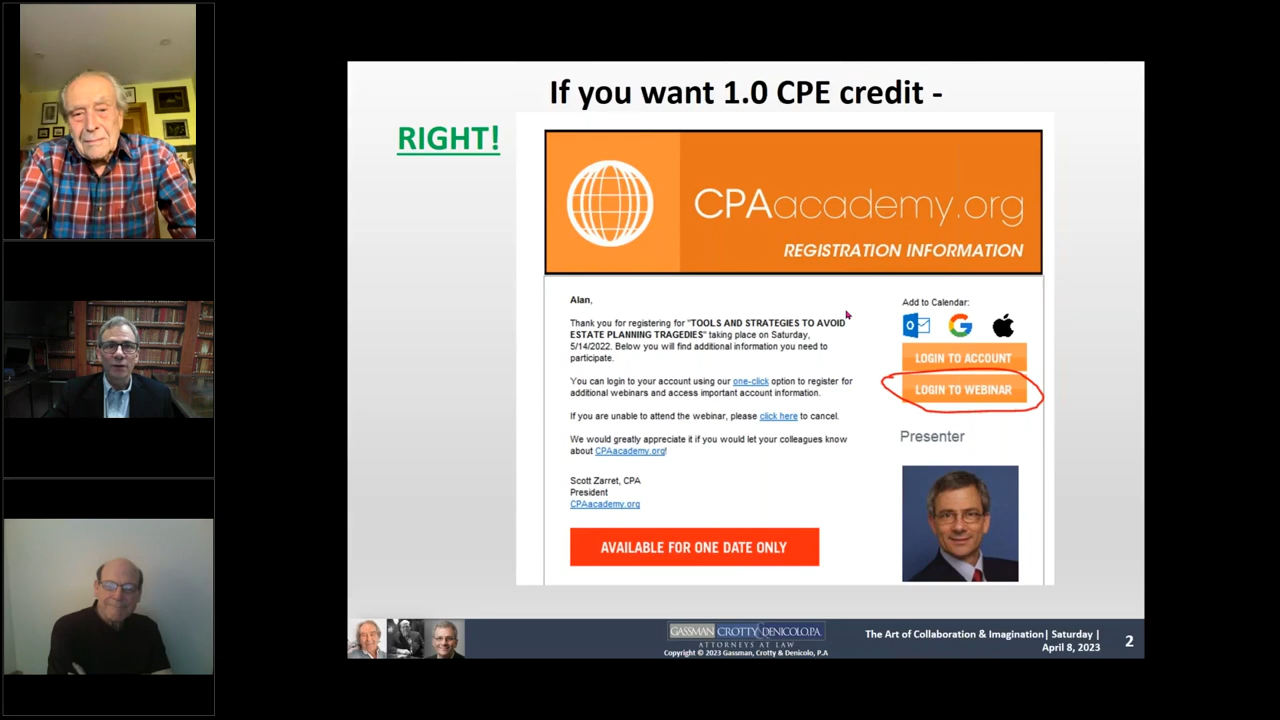 If you want 1.0 CPE credit -
RIGHT!
CPAacademy.org
REGISTRATION INFORMATION
Alan,
Thank you for registering for "TOOLS AND STRATEGIES TO AVOID
ESTATE PLANNING TRAGEDIES" taking place on Saturday,
5/14/2022. Below you will find additional information you need to
participate.
You can login to your account using our one-click option to register for
additional webinars and access important account information.
If you are unable to attend the webinar, please click here to cancel.
We would greatly appreciate it if you would let your colleagues know
about CPAacademy.org!
Scott Zarret, CPA
President
CPAacademy.org
AVAILABLE FOR ONE DATE ONLY
Add to Calendar:
LOGIN TO ACCOUNT
LOGIN TO WEBINAR
Presenter
GASSMAN CROTTY DENICOLO, P.A.
ATTORNEYS AT LAW
Copyright © 2023 Gassman, Crotty & Denicolo, P.A
The Art of Collaboration & Imagination| Saturday |
April 8, 2023
2